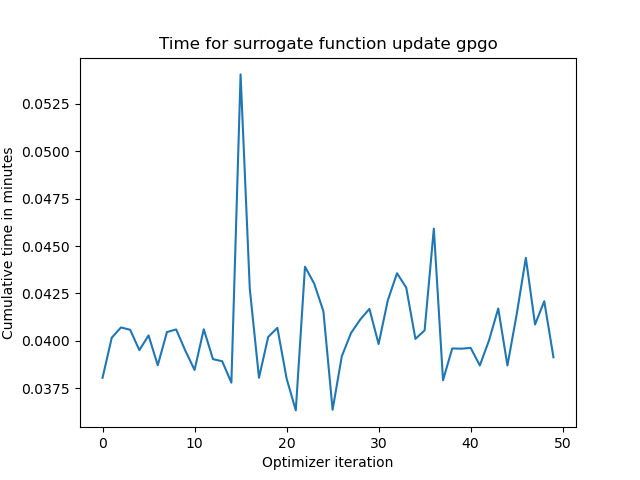 Time for surrogate function update gpgo
Cumulative time in minutes
0.0525
0.0500
0.0475
0.0450
0.0425
0.0400
0.0375
0 10 20 30 40 50
Optimizer iteration